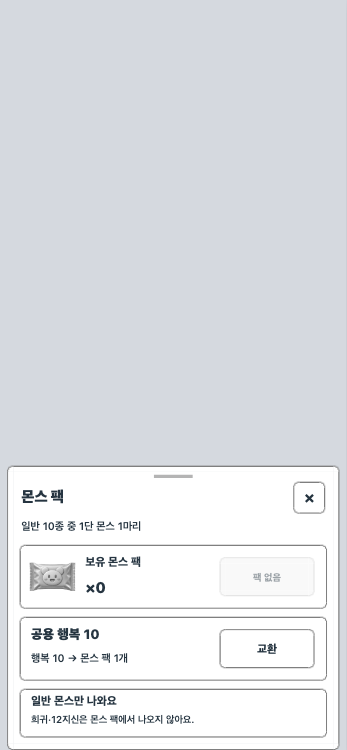 몬스 팩
×
일반 10종 중 1단 몬스 1마리
보유 몬스 팩
×0
팩 없음
공용 행복 10
행복 10 → 몬스 팩 1개
교환
일반 몬스만 나와요
희귀·12지신은 몬스 팩에서 나오지 않아요.